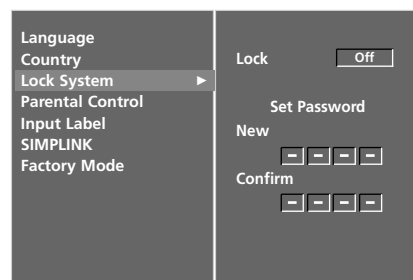 Language
Country
Lock System ►
Parental Control
Input Label
SIMPLINK
Factory Mode
Lock Off
Set Password
New
– – – –
Confirm
– – – –